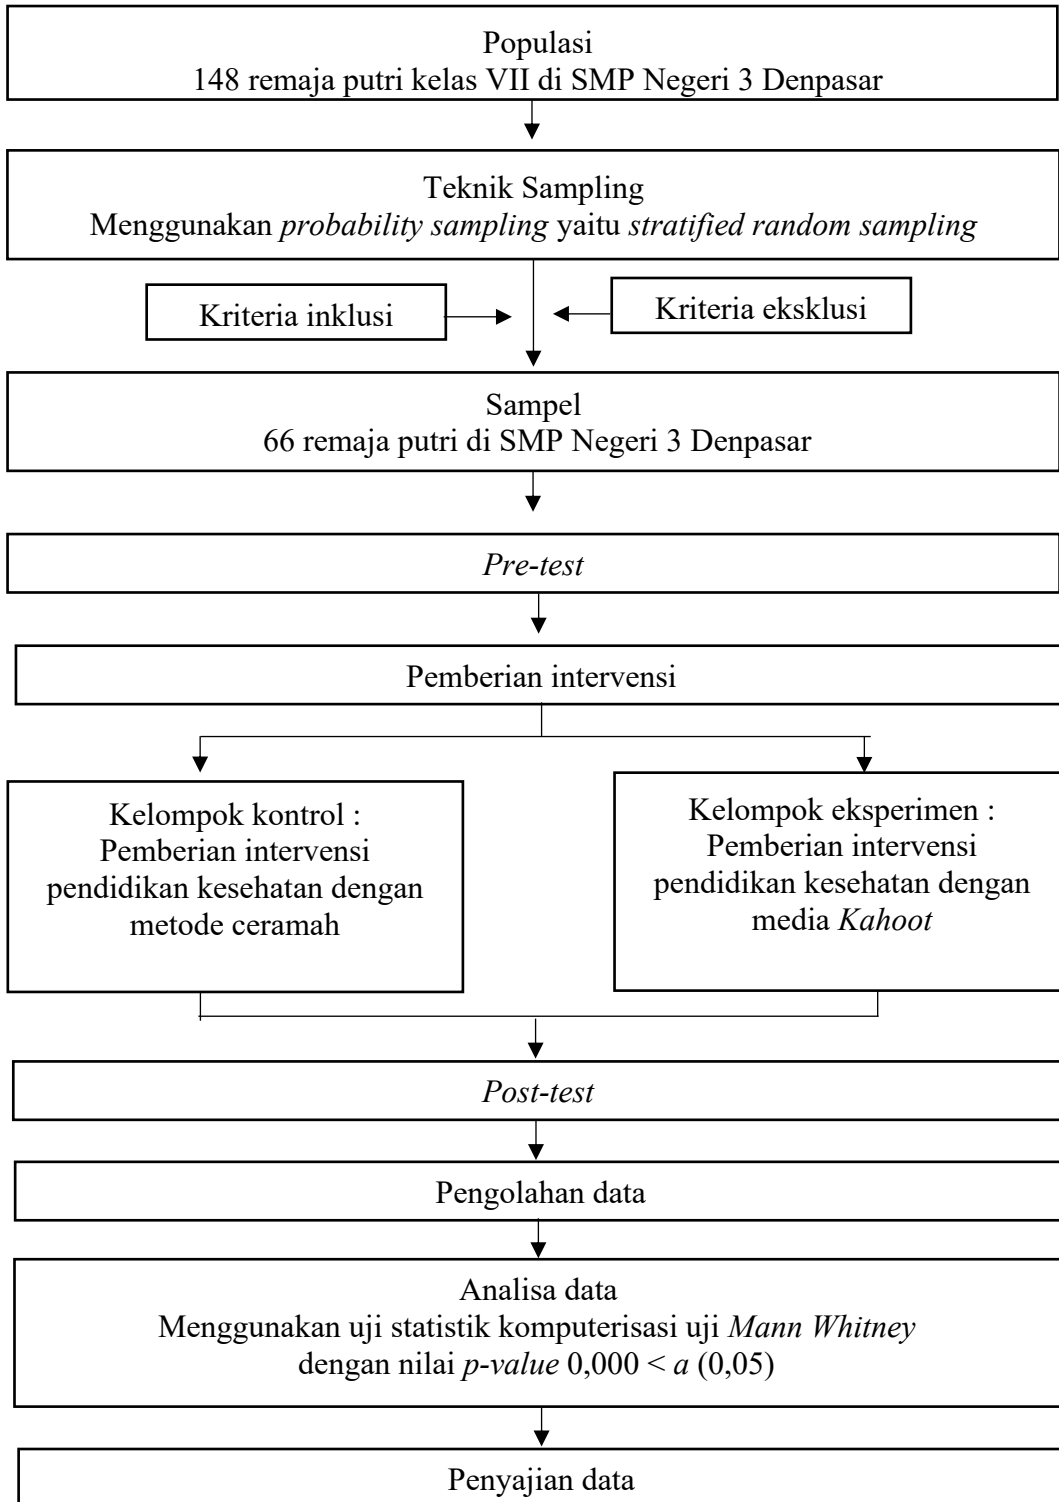 Populasi
148 remaja putri kelas VII di SMP Negeri 3 Denpasar
Teknik Sampling
Menggunakan probability sampling yaitu stratified random sampling
Kriteria inklusi
Kriteria eksklusi
Sampel
66 remaja putri di SMP Negeri 3 Denpasar
Pre-test
Pemberian intervensi
Kelompok kontrol :
Pemberian intervensi
pendidikan kesehatan dengan
metode ceramah
Kelompok eksperimen :
Pemberian intervensi
pendidikan kesehatan dengan
media Kahoot
Post-test
Pengolahan data
Analisa data
Menggunakan uji statistik komputerisasi uji Mann Whitney
dengan nilai p-value 0,000 < a (0,05)
Penyajian data